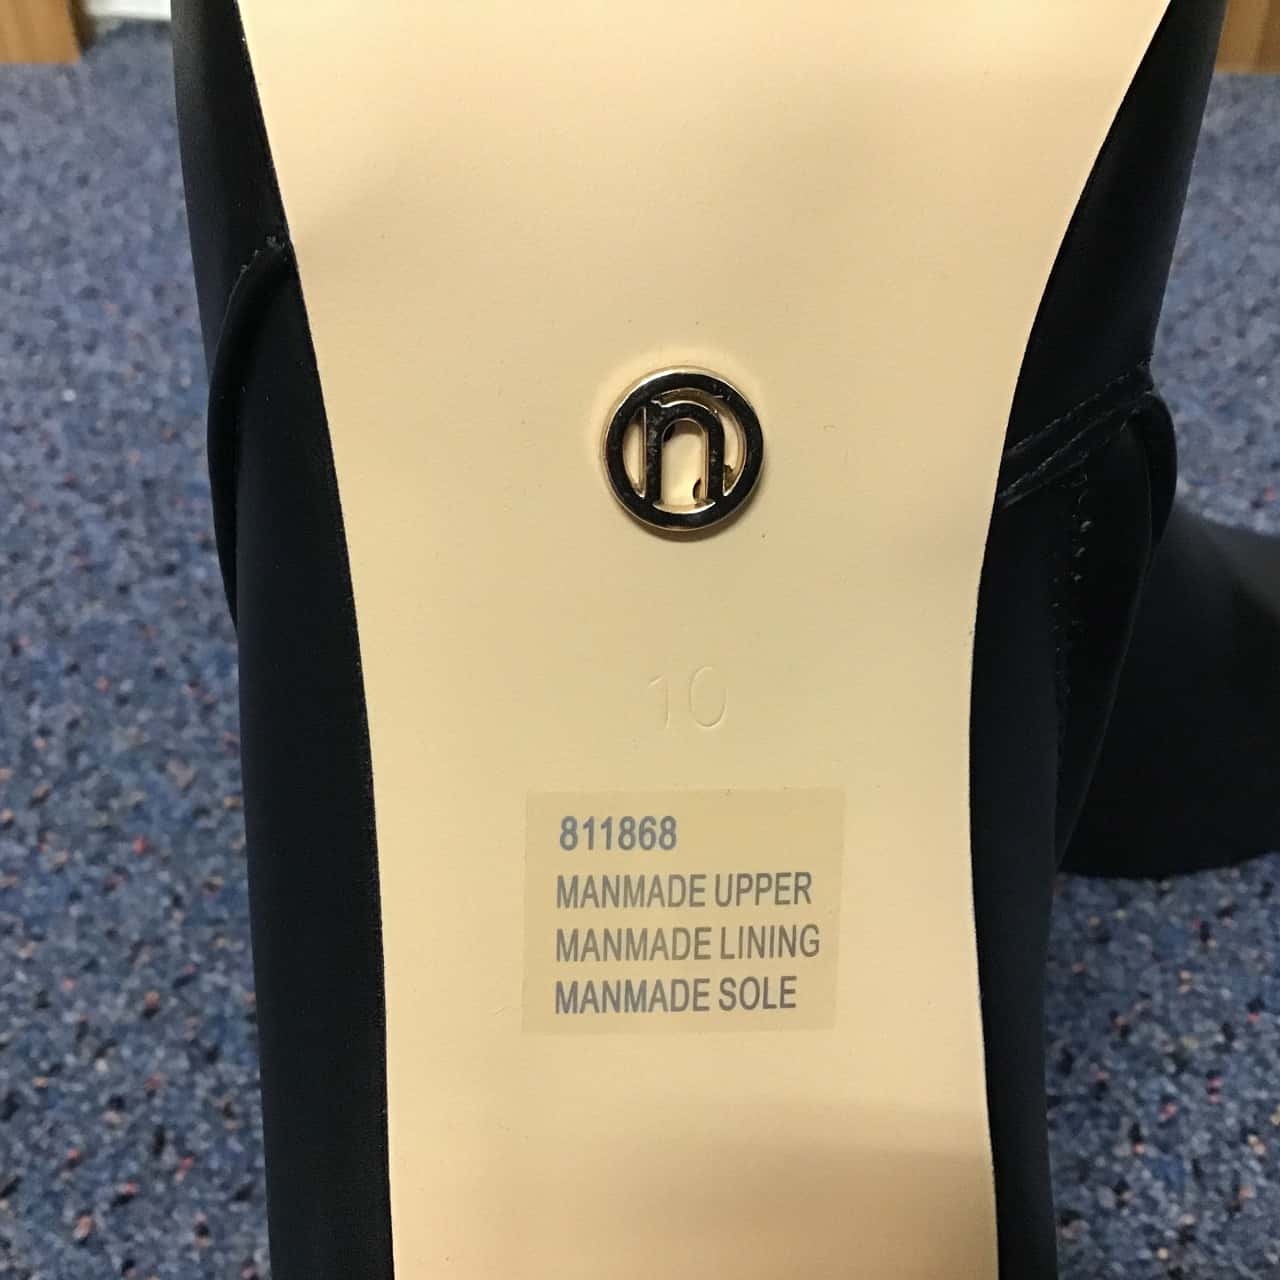 n
10
811868
MANMADE UPPER
MANMADE LINING
MANMADE SOLE